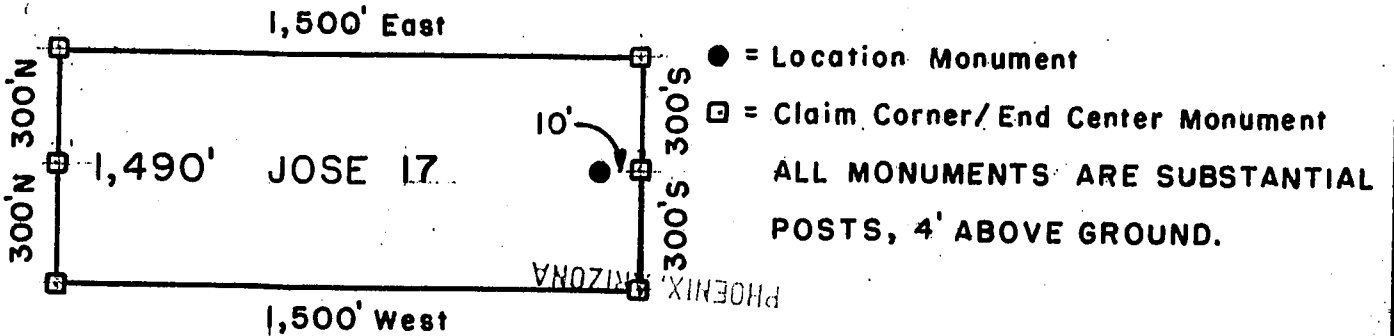 1,500' East
300'N
300'N
1,490' JOSE 17
10'
300'S
300'S
1,500' West
● = Location Monument
⊡ = Claim Corner/End Center Monument
ALL MONUMENTS ARE SUBSTANTIAL
POSTS, 4' ABOVE GROUND.
PHOENIX, ARIZONA